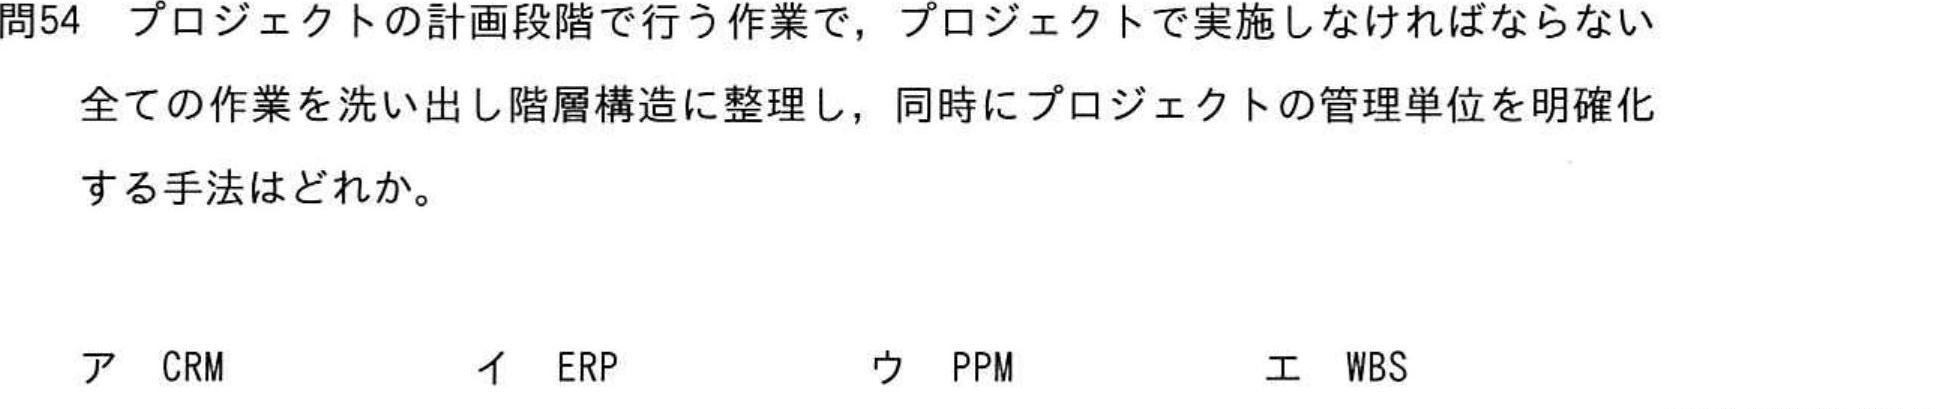 問54　プロジェクトの計画段階で行う作業で，プロジェクトで実施しなければならない
全ての作業を洗い出し階層構造に整理し，同時にプロジェクトの管理単位を明確化
する手法はどれか。
ア　CRM　イ　ERP　ウ　PPM　エ　WBS